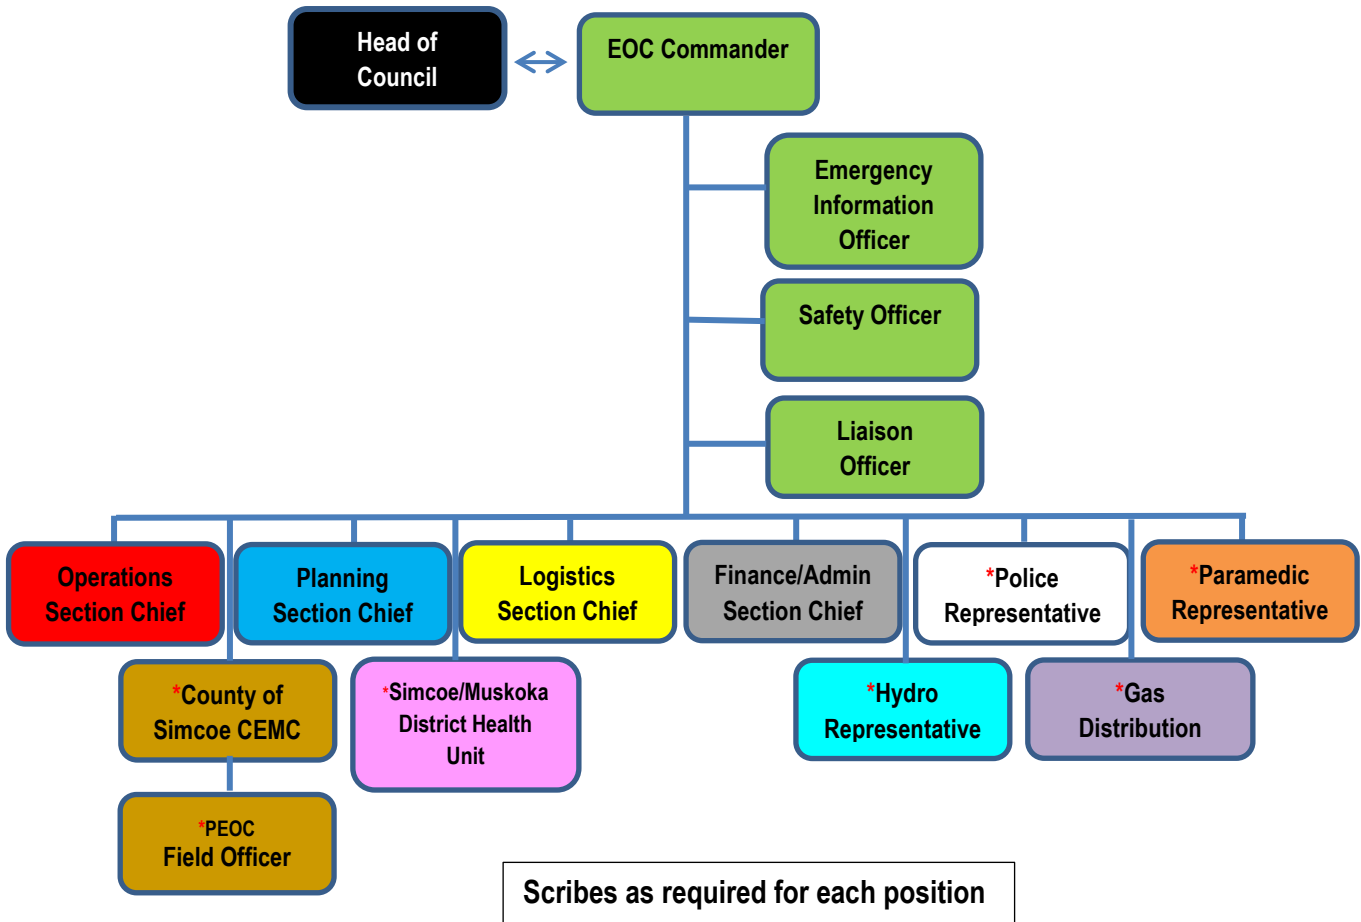 Head of
Council
EOC Commander
Emergency
Information
Officer
Safety Officer
Liaison
Officer
Operations
Section Chief
Planning
Section Chief
Logistics
Section Chief
Finance/Admin
Section Chief
*Police
Representative
*Paramedic
Representative
*County of
Simcoe CEMC
*Simcoe/Muskoka
District Health
Unit
*Hydro
Representative
*Gas
Distribution
*PEOC
Field Officer
Scribes as required for each position